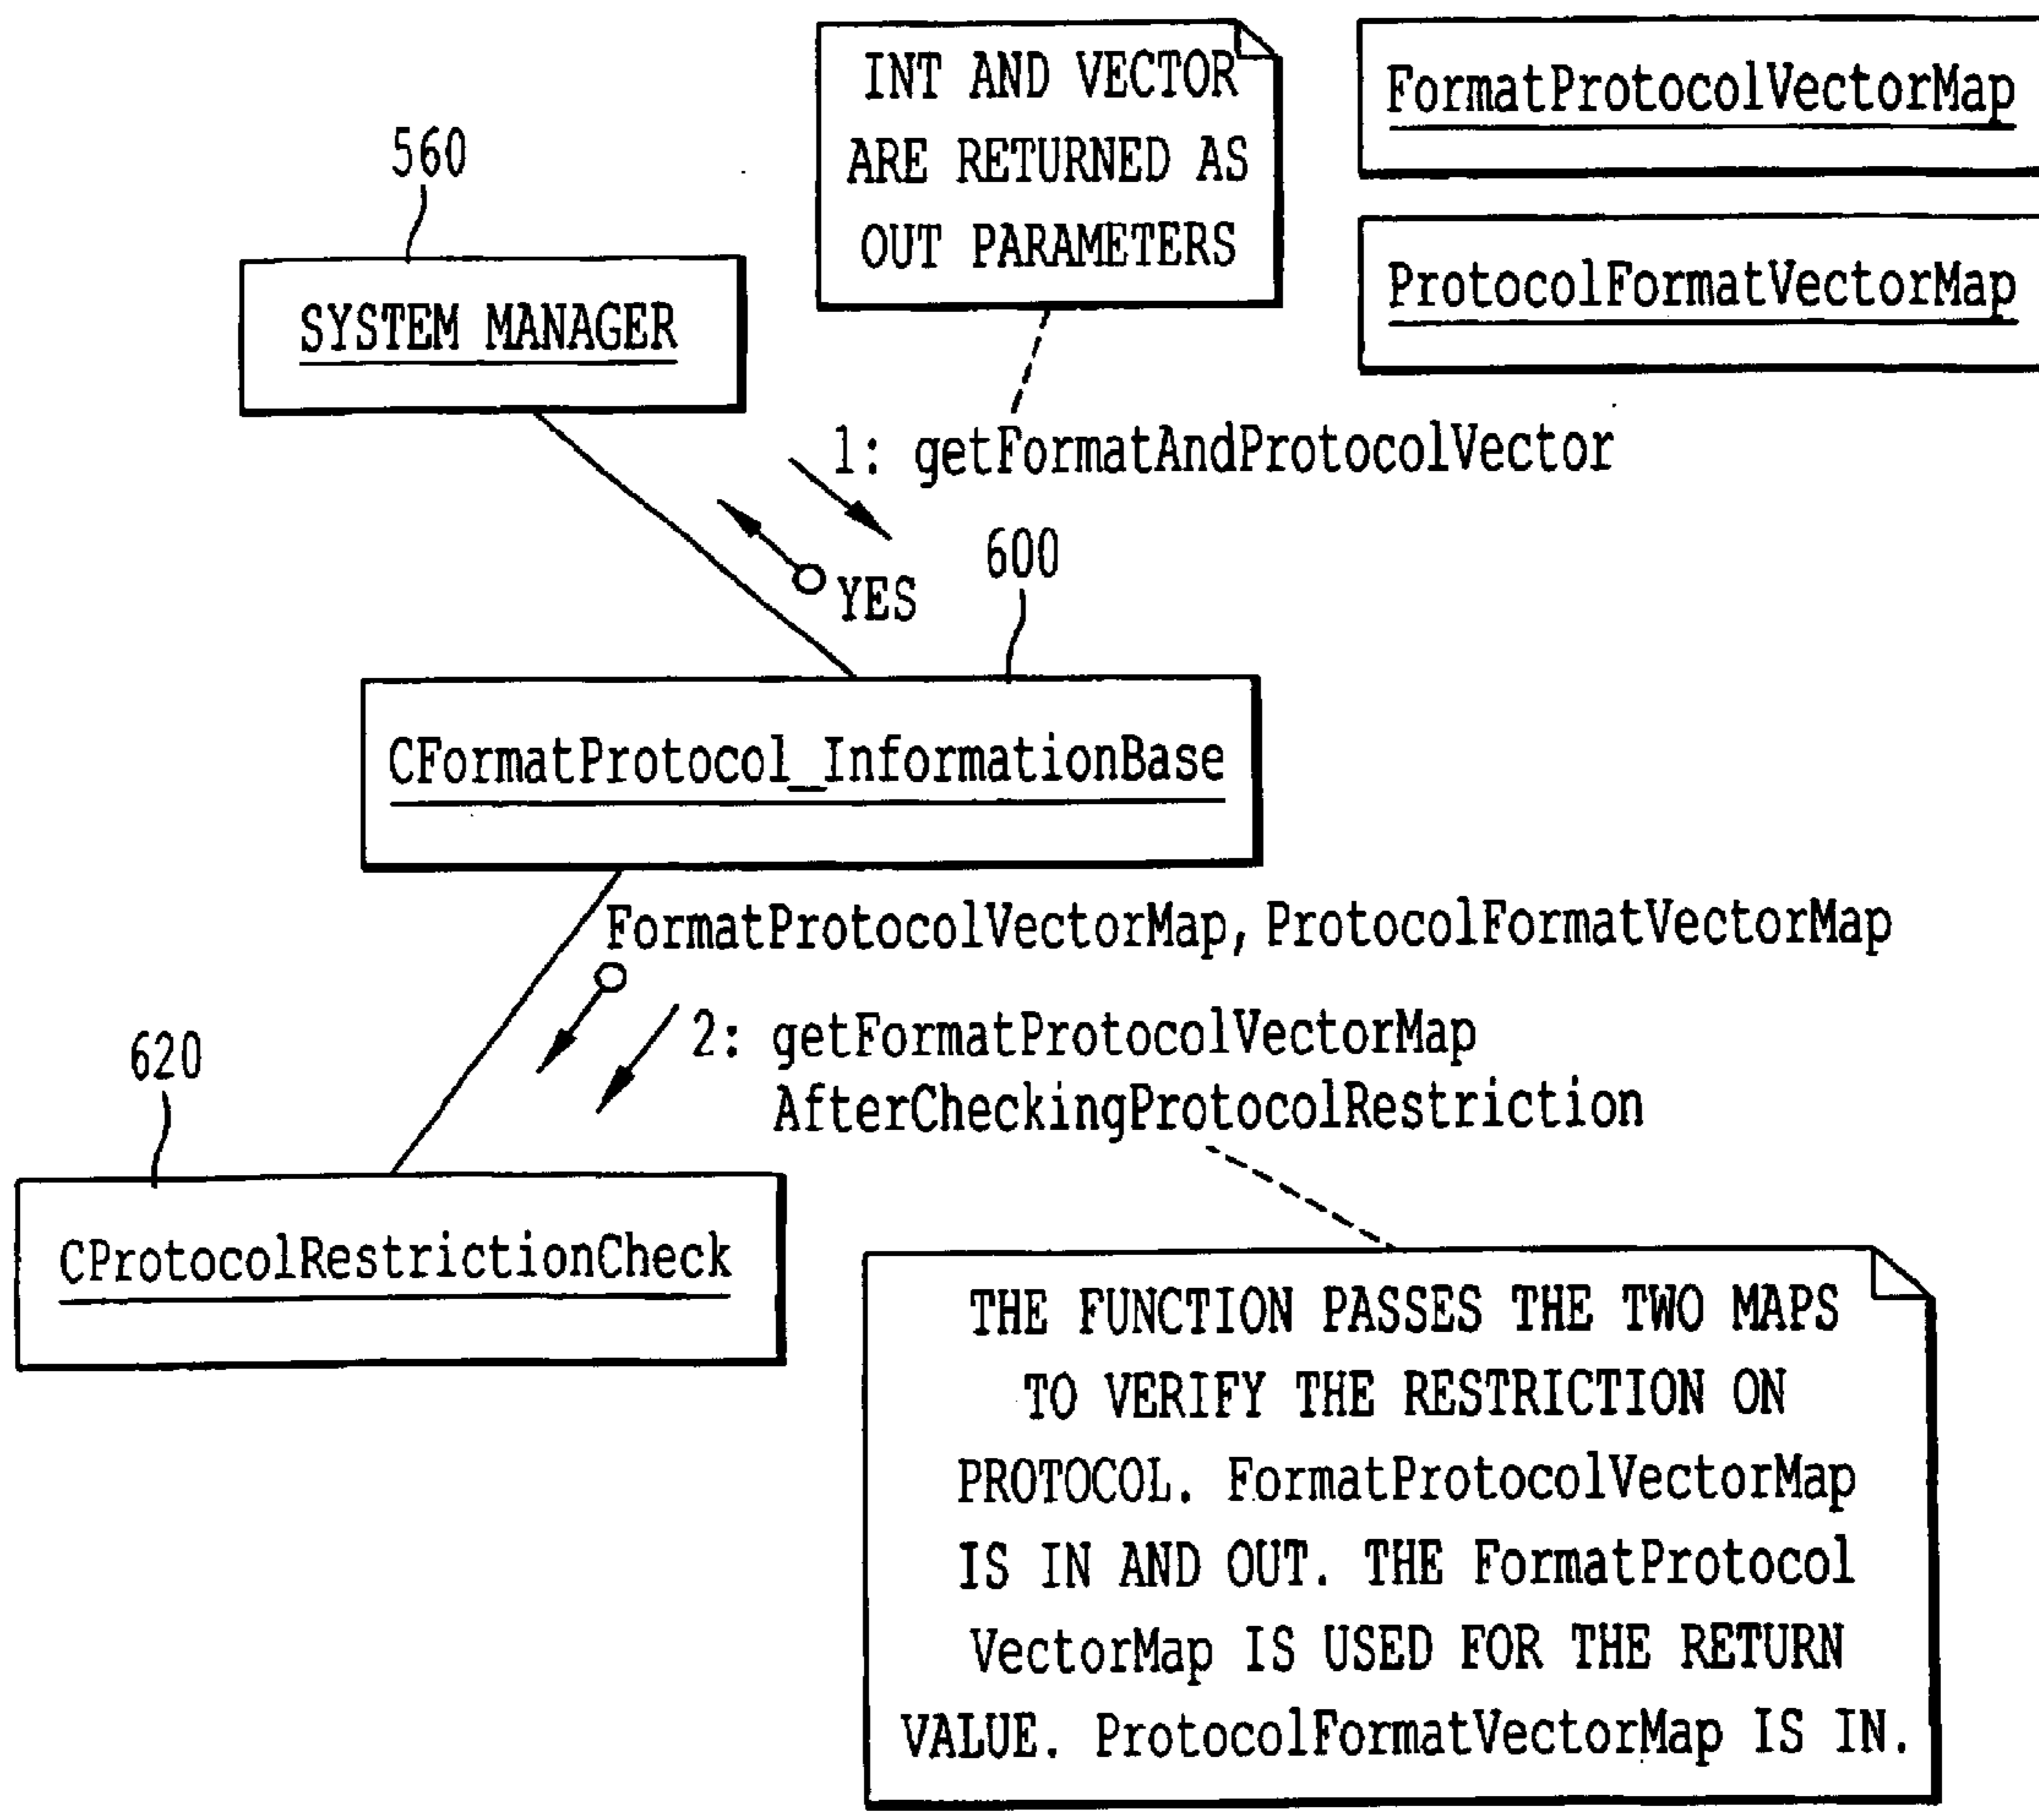 INT AND VECTOR
ARE RETURNED AS
OUT PARAMETERS
FormatProtocolVectorMap
ProtocolFormatVectorMap
560
SYSTEM MANAGER
1: getFormatAndProtocolVector
YES
600
CFormatProtocol_InformationBase
FormatProtocolVectorMap, ProtocolFormatVectorMap
2: getFormatProtocolVectorMap
AfterCheckingProtocolRestriction
620
CProtocolRestrictionCheck
THE FUNCTION PASSES THE TWO MAPS
TO VERIFY THE RESTRICTION ON
PROTOCOL. FormatProtocolVectorMap
IS IN AND OUT. THE FormatProtocol
VectorMap IS USED FOR THE RETURN
VALUE. ProtocolFormatVectorMap IS IN.